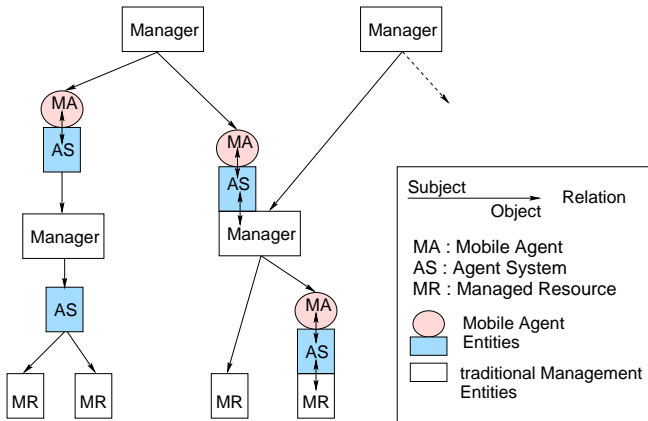 Manager
Manager
MA
AS
MA
AS
Manager
Manager
AS
MA
AS
MR
MR
MR
MR
Subject
Object
Relation
MA : Mobile Agent
AS : Agent System
MR : Managed Resource
Mobile Agent
Entities
traditional Management
Entities